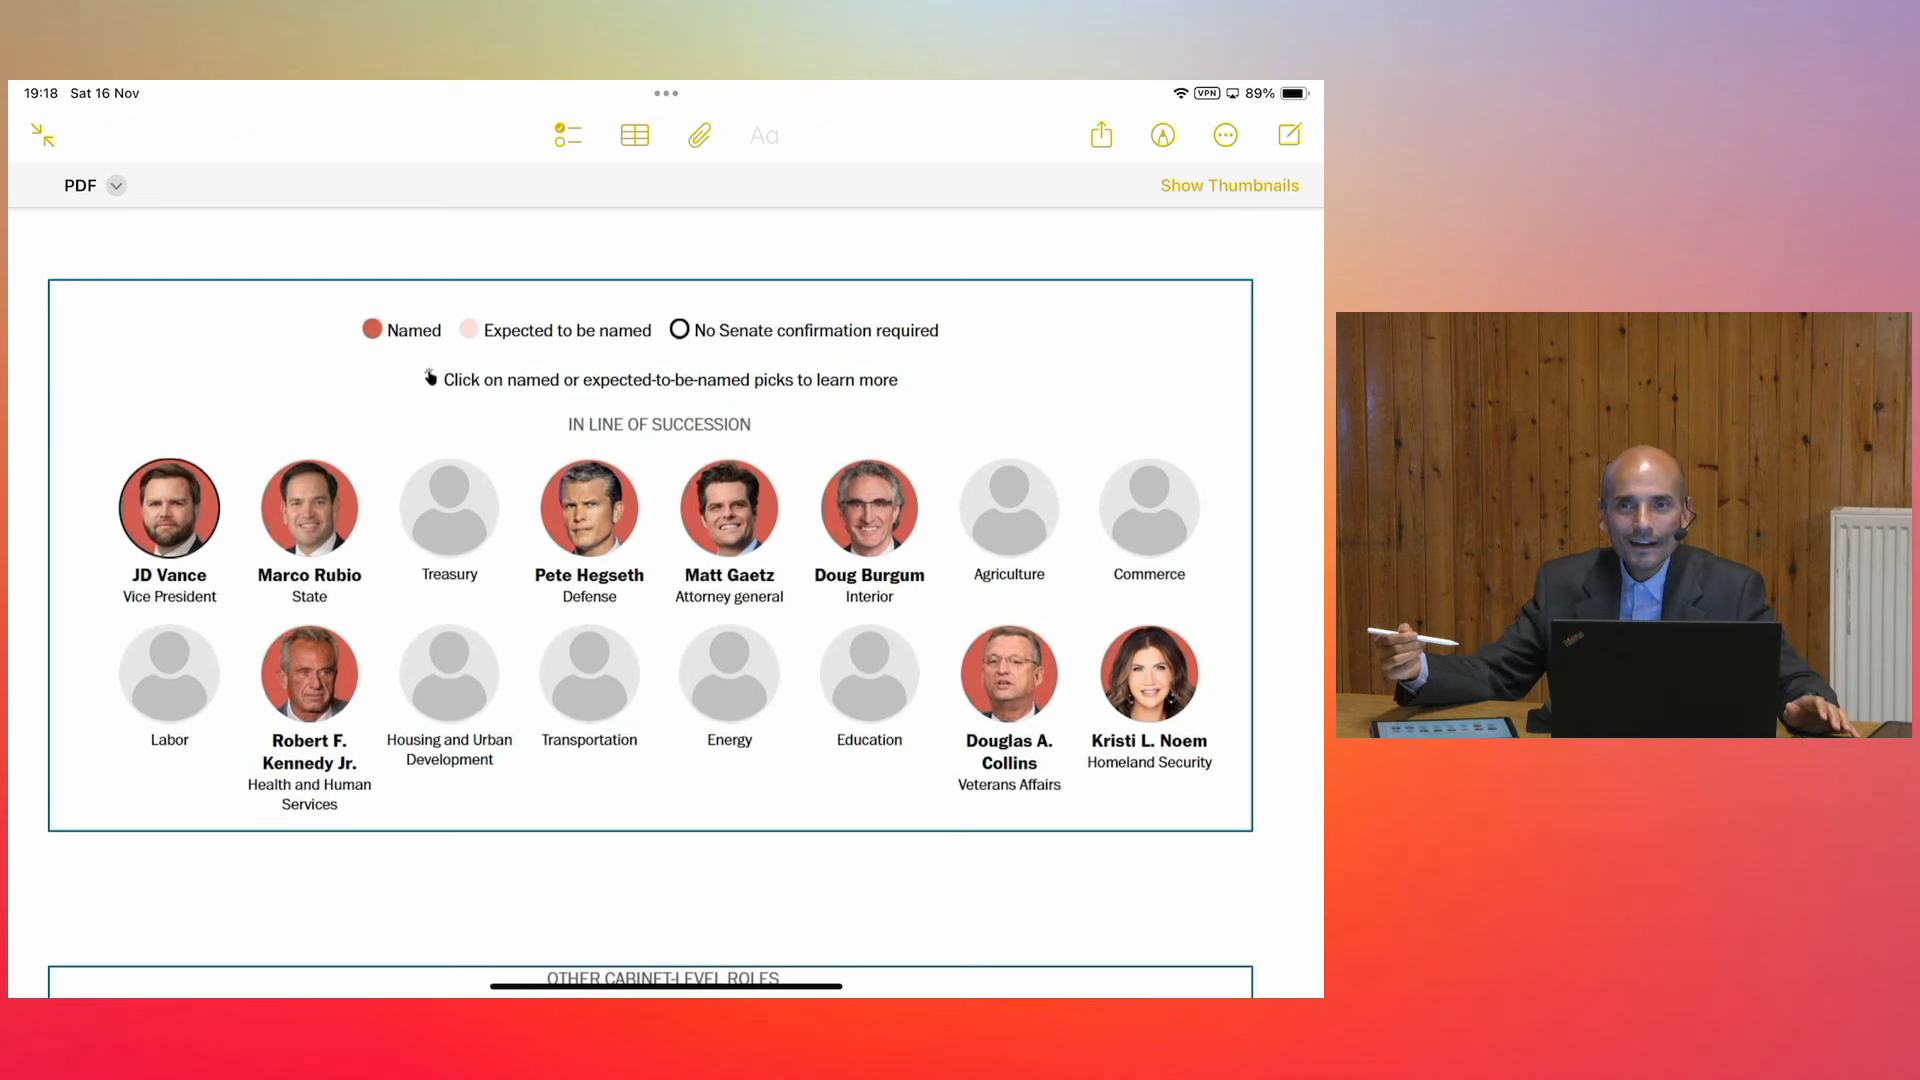 19:18 Sat 16 Nov
VPN 89%
Aa
PDF
Show Thumbnails
Named Expected to be named No Senate confirmation required
Click on named or expected-to-be-named picks to learn more
IN LINE OF SUCCESSION
JD Vance
Vice President
Marco Rubio
State
Treasury
Pete Hegseth
Defense
Matt Gaetz
Attorney general
Doug Burgum
Interior
Agriculture
Commerce
Labor
Robert F.
Kennedy Jr.
Health and Human
Services
Housing and Urban
Development
Transportation
Energy
Education
Douglas A.
Collins
Veterans Affairs
Kristi L. Noem
Homeland Security
OTHER CABINET-LEVEL ROLES
ThinkPad